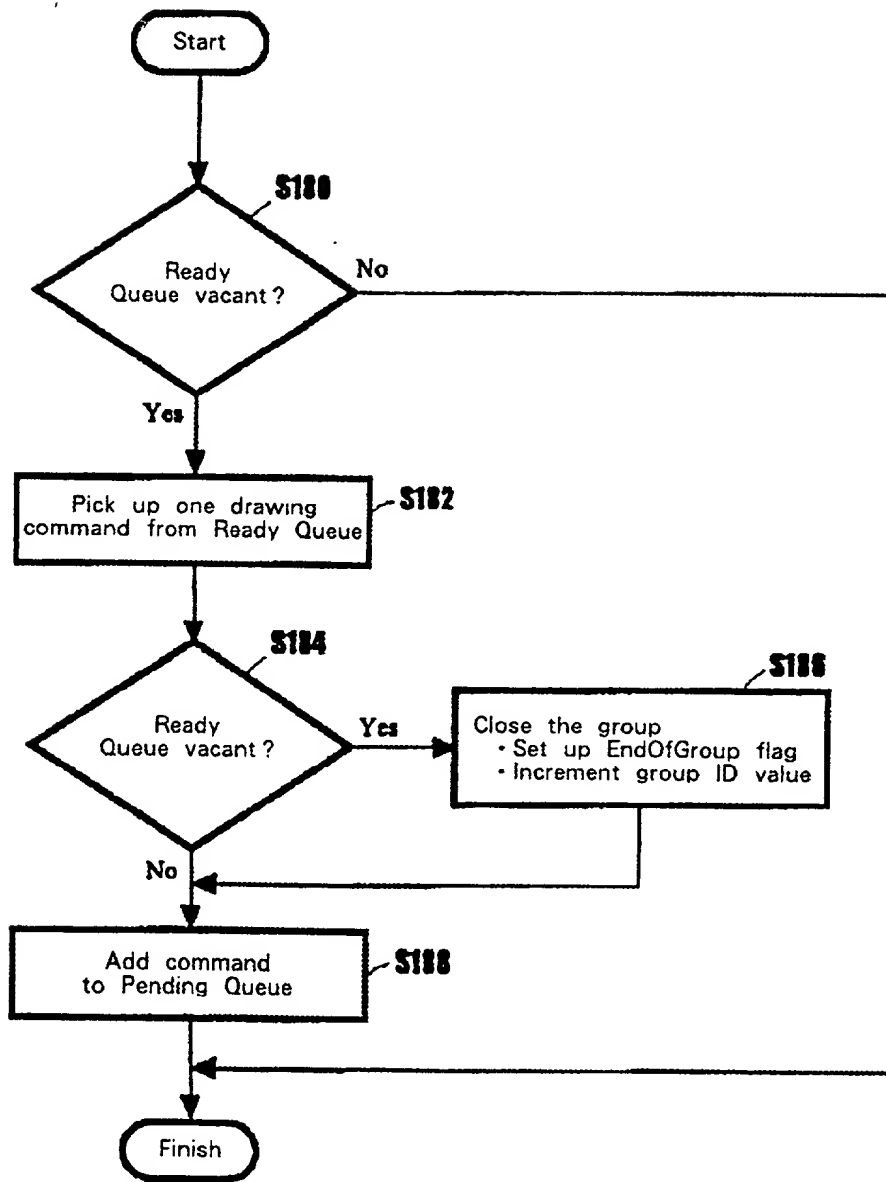 Start
S180
Ready
Queue vacant?
No
Yes
Pick up one drawing
command from Ready Queue
S182
S184
Ready
Queue vacant?
Yes
S186
Close the group
・Set up EndOfGroup flag
・Increment group ID value
No
Add command
to Pending Queue
S188
Finish